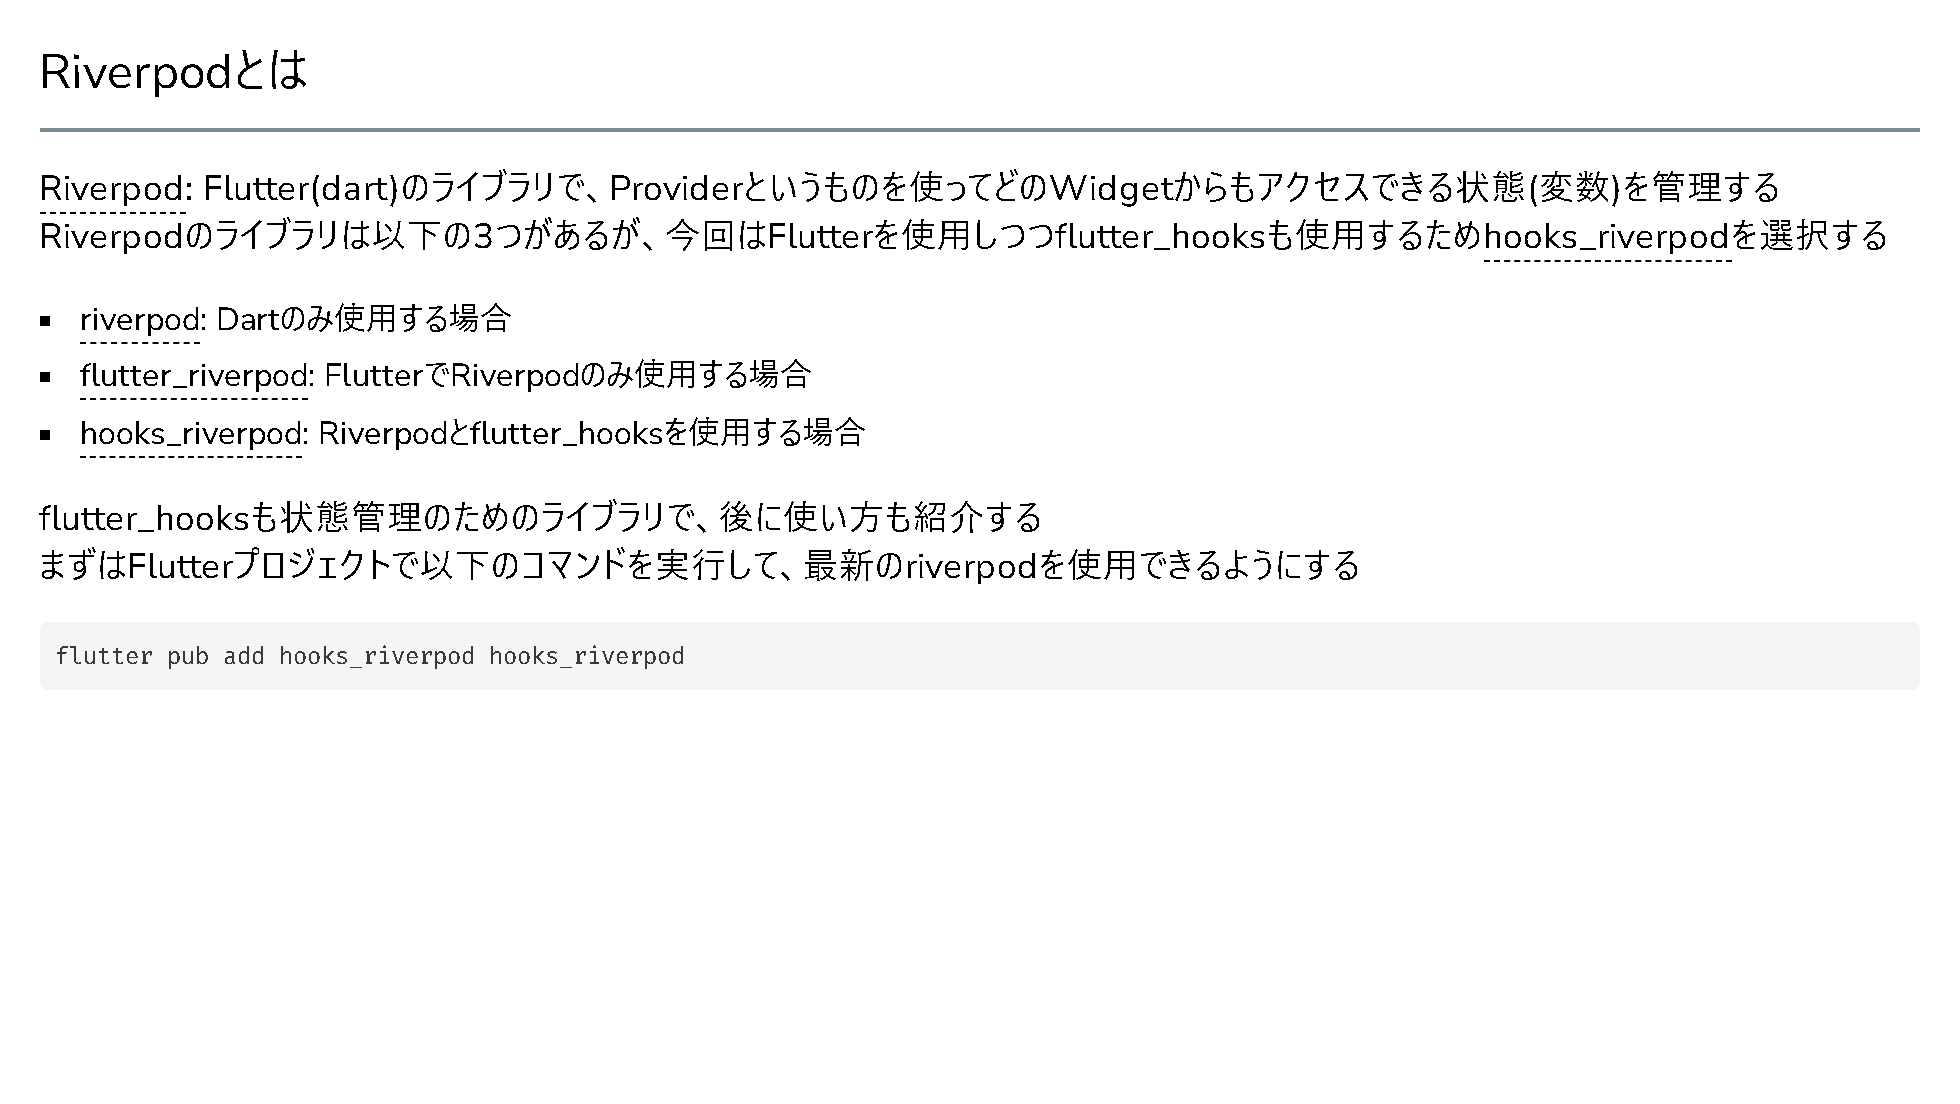 Riverpodとは
Riverpod: Flutter(dart)のライブラリで、Providerというものを使ってどのWidgetからもアクセスできる状態(変数)を管理する
Riverpodのライブラリは以下の3つがあるが、今回はFlutterを使用しつつflutter_hooksも使用するためhooks_riverpodを選択する
▪ riverpod: Dartのみ使用する場合
▪ flutter_riverpod: FlutterでRiverpodのみ使用する場合
▪ hooks_riverpod: Riverpodとflutter_hooksを使用する場合
flutter_hooksも状態管理のためのライブラリで、後に使い方も紹介する
まずはFlutterプロジェクトで以下のコマンドを実行して、最新のriverpodを使用できるようにする
flutter pub add hooks_riverpod hooks_riverpod